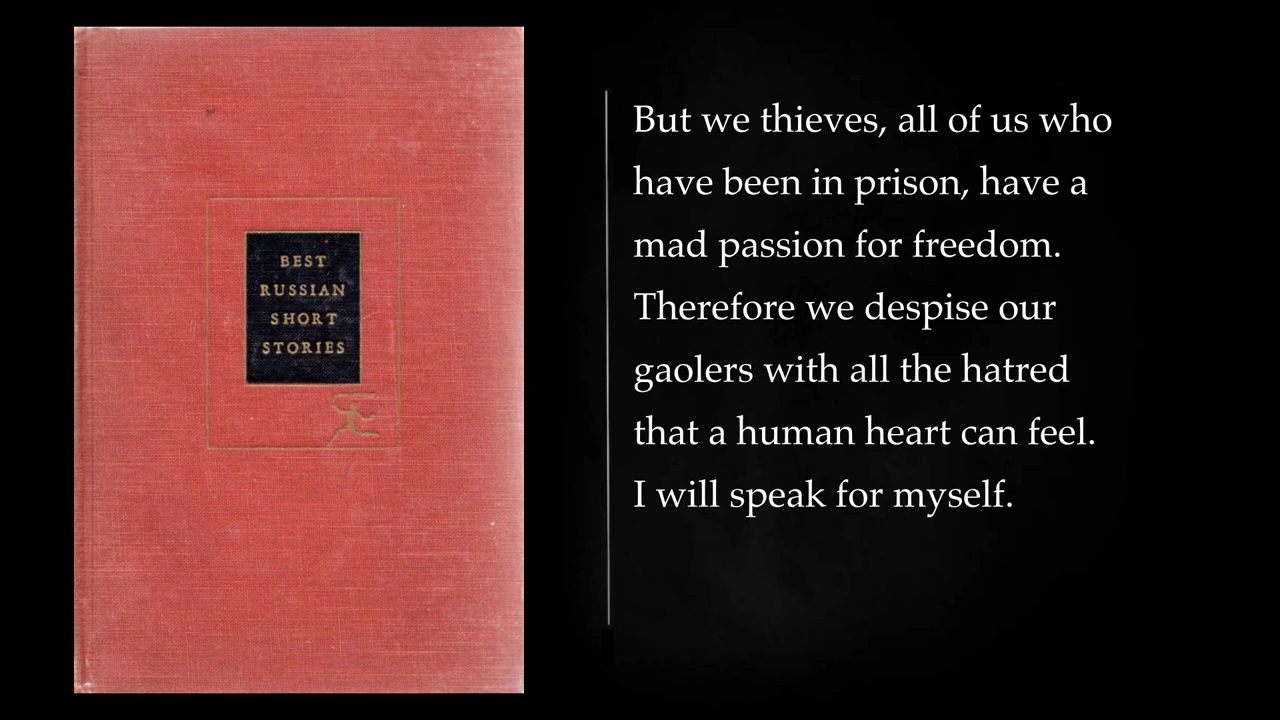 BEST
RUSSIAN
SHORT
STORIES
But we thieves, all of us who
have been in prison, have a
mad passion for freedom.
Therefore we despise our
gaolers with all the hatred
that a human heart can feel.
I will speak for myself.